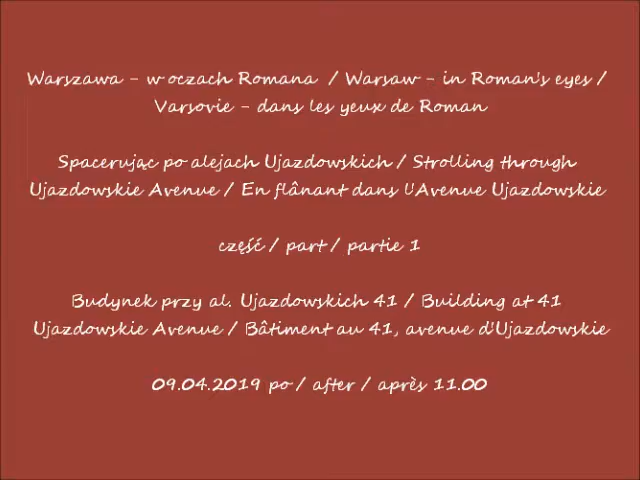 Warszawa - w oczach Romana / Warsaw - in Roman's eyes /
Varsovie - dans les yeux de Roman
Spacerując po alejach Ujazdowskich / Strolling through
Ujazdowskie Avenue / En flânant dans l'Avenue Ujazdowskie
część / part / partie 1
Budynek przy al. Ujazdowskich 41 / Building at 41
Ujazdowskie Avenue / Bâtiment au 41, avenue d'Ujazdowskie
09.04.2019 po / after / après 11.00